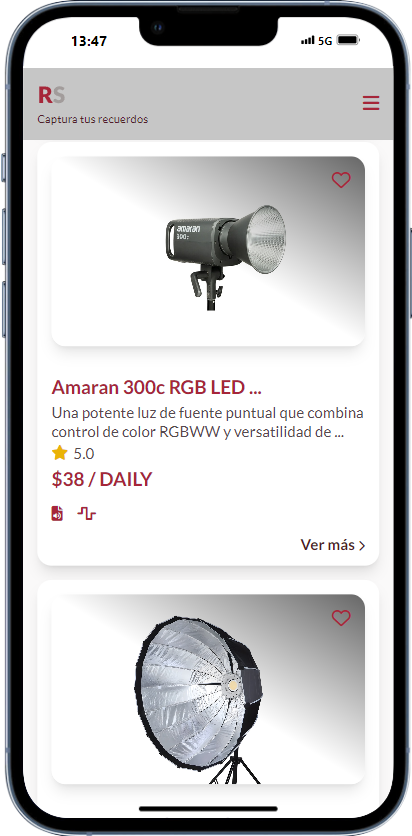 13:47
5G
RS
Captura tus recuerdos
amaran
300c
Amaran 300c RGB LED ...
Una potente luz de fuente puntual que combina
control de color RGBWW y versatilidad de ...
5.0
$38 / DAILY
Ver más >